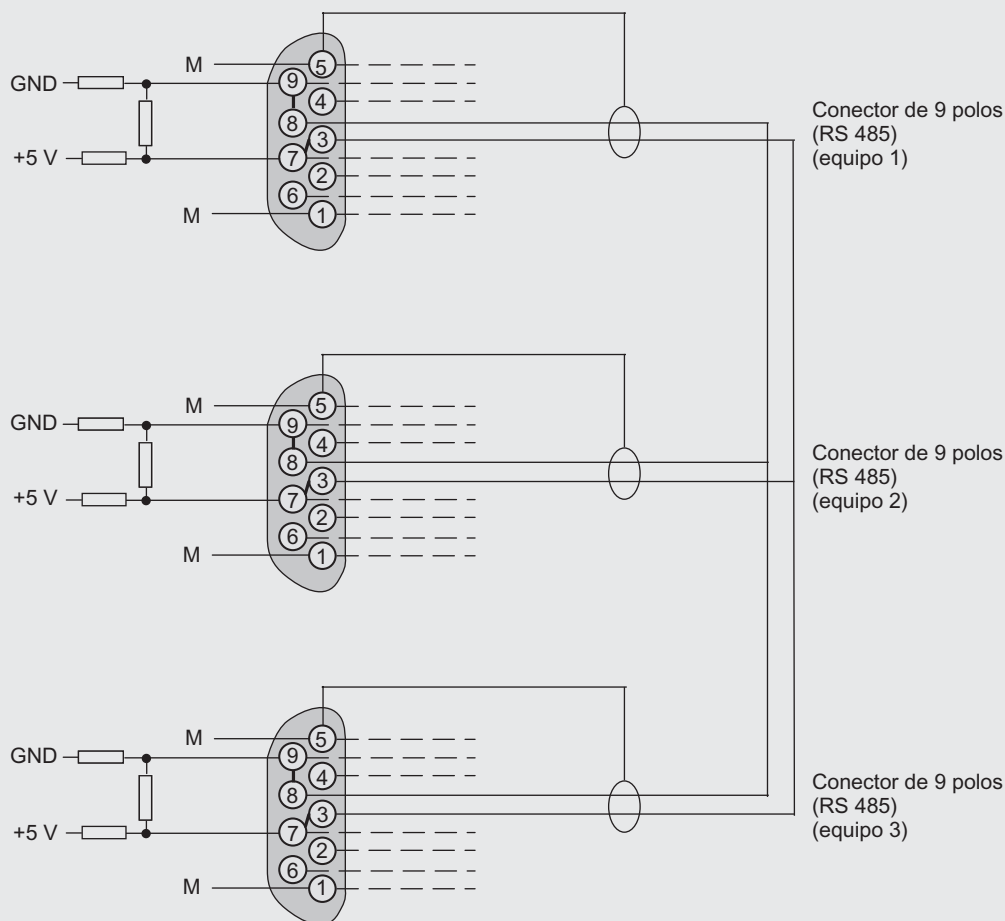 M
5
9
GND
4
8
3
+5 V
7
2
6
M
1
Conector de 9 polos
(RS 485)
(equipo 1)
M
5
9
GND
4
8
3
+5 V
7
2
6
M
1
Conector de 9 polos
(RS 485)
(equipo 2)
M
5
9
GND
4
8
3
+5 V
7
2
6
M
1
Conector de 9 polos
(RS 485)
(equipo 3)